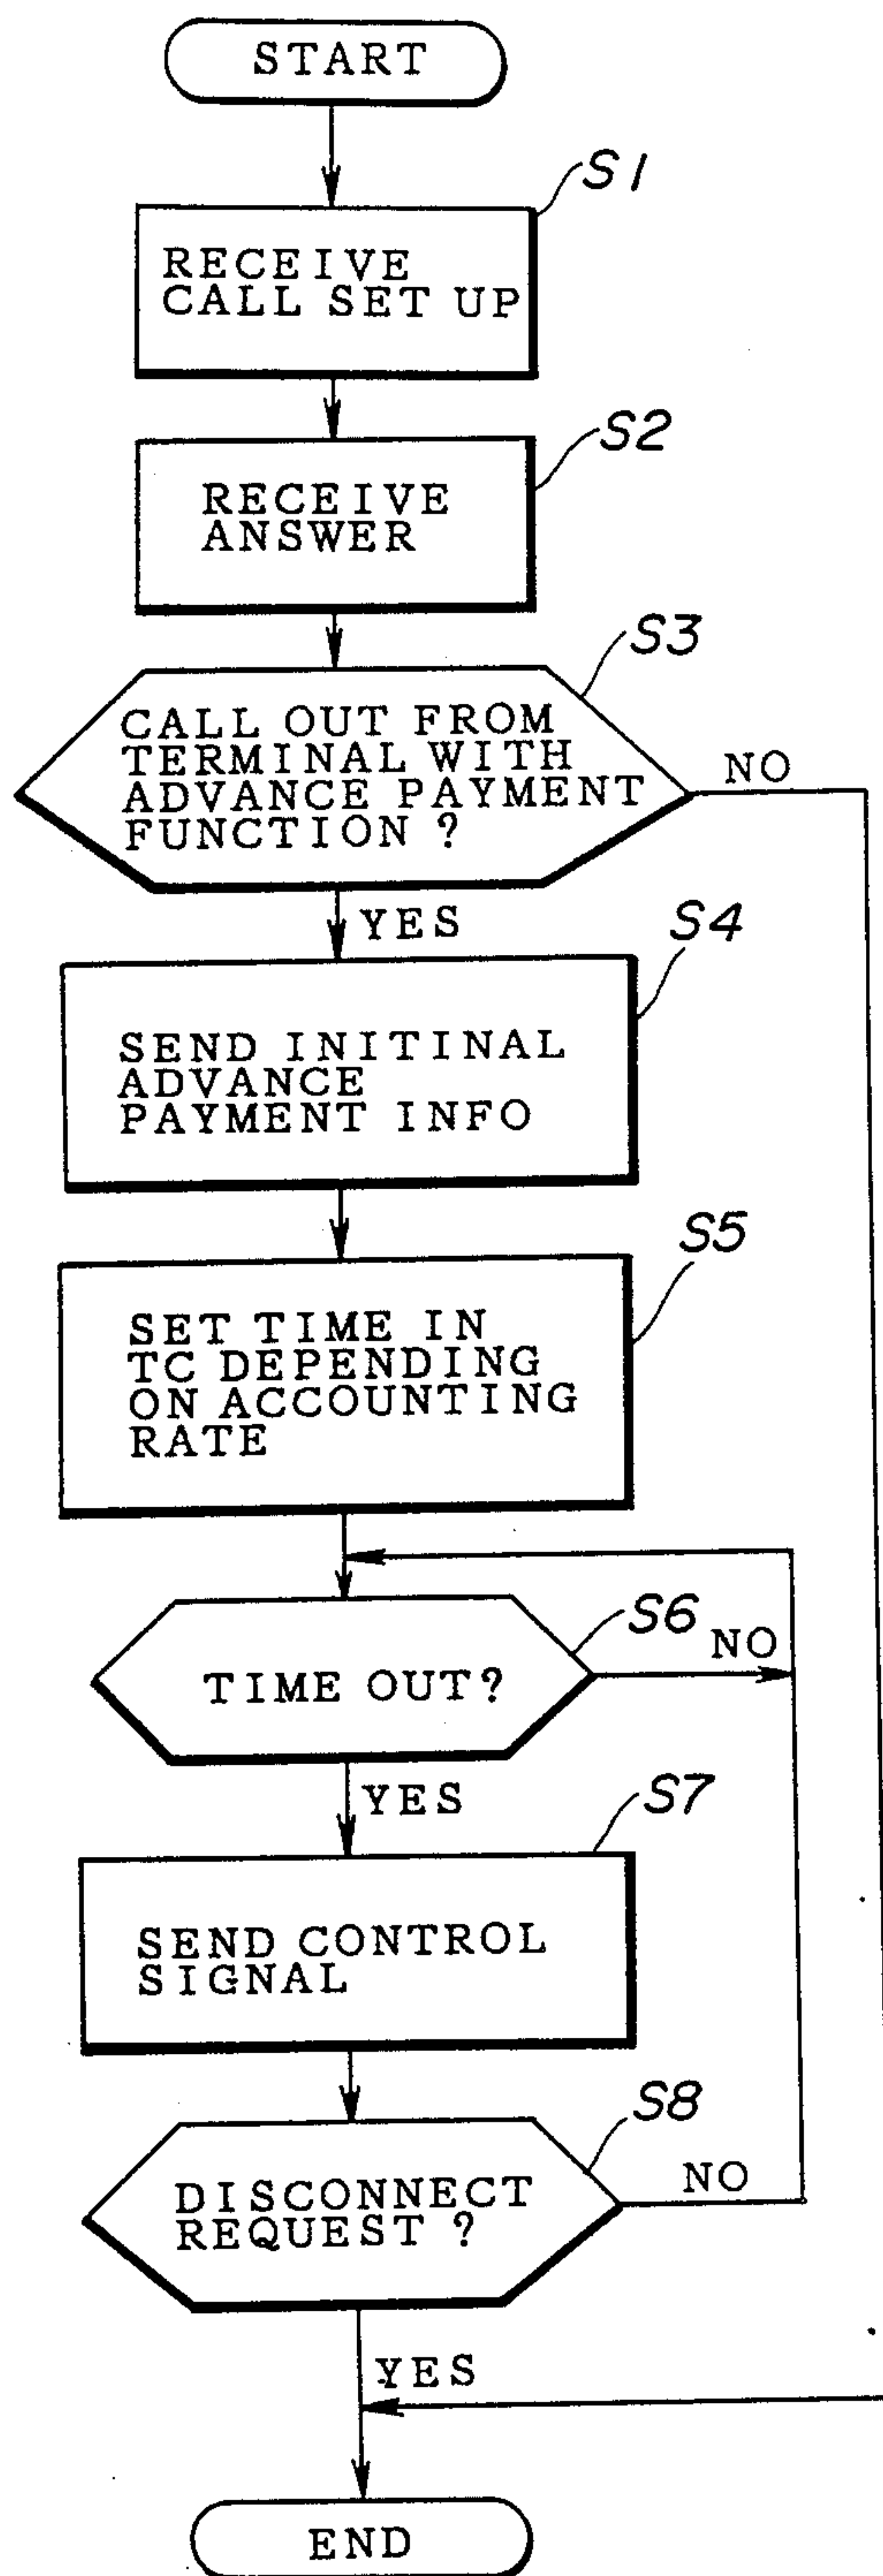 START
S1
RECEIVE
CALL SET UP
S2
RECEIVE
ANSWER
S3
CALL OUT FROM
TERMINAL WITH
ADVANCE PAYMENT
FUNCTION ?
NO
YES
S4
SEND INITINAL
ADVANCE
PAYMENT INFO
S5
SET TIME IN
TC DEPENDING
ON ACCOUNTING
RATE
S6
TIME OUT?
NO
YES
S7
SEND CONTROL
SIGNAL
S8
DISCONNECT
REQUEST ?
NO
YES
END